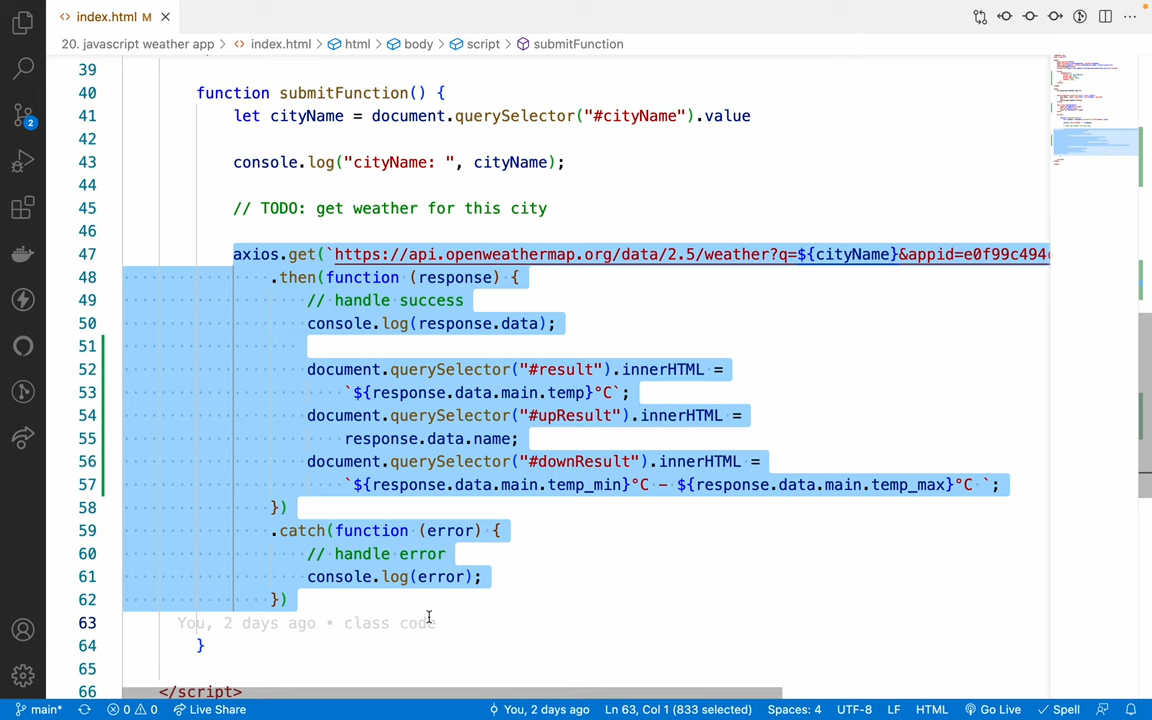 index.html M
20. javascript weather app > index.html > html > body > script > submitFunction
39
40 function submitFunction() {
41 let cityName = document.querySelector("#cityName").value
42
43 console.log("cityName: ", cityName);
44
45 // TODO: get weather for this city
46
47 axios.get(`https://api.openweathermap.org/data/2.5/weather?q=${cityName}&appid=e0f99c494
48 .then(function (response) {
49 // handle success
50 console.log(response.data);
51
52 document.querySelector("#result").innerHTML =
53 `${response.data.main.temp}°C`;
54 document.querySelector("#upResult").innerHTML =
55 response.data.name;
56 document.querySelector("#downResult").innerHTML =
57 `${response.data.main.temp_min}°C - ${response.data.main.temp_max}°C `;
58 })
59 .catch(function (error) {
60 // handle error
61 console.log(error);
62 })
63 You, 2 days ago • class code
64 }
65
66 </script>
2
main* 0 0 Live Share You, 2 days ago Ln 63, Col 1 (833 selected) Spaces: 4 UTF-8 LF HTML Go Live Spell